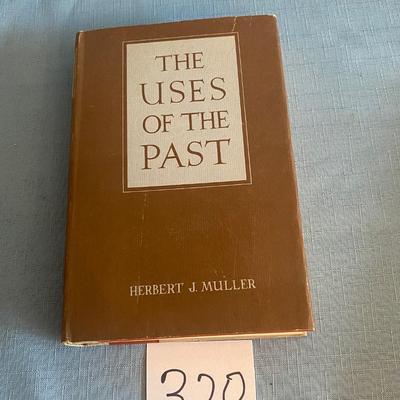 THE
USES
OF THE
PAST
HERBERT J. MULLER
320